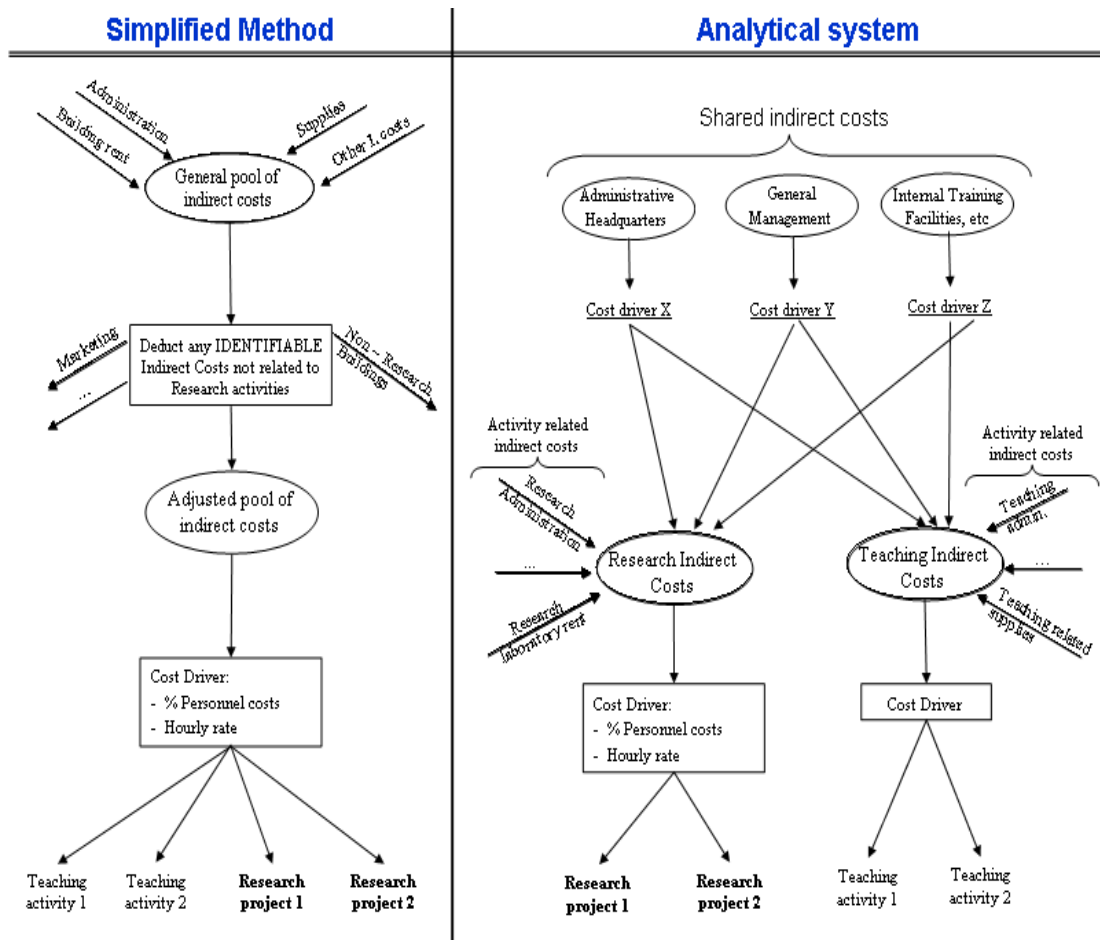 Simplified Method
Administration
Building rent
Supplies
Other I. costs
General pool of
indirect costs
Marketing
...
Deduct any IDENTIFIABLE
Indirect Costs not related to
Research activities
Non – Research
Buildings
Adjusted pool of
indirect costs
Cost Driver:
- % Personnel costs
- Hourly rate
Teaching
activity 1
Teaching
activity 2
Research
project 1
Research
project 2
Analytical system
Shared indirect costs
Administrative
Headquarters
General
Management
Internal Training
Facilities, etc
Cost driver X
Cost driver Y
Cost driver Z
Activity related
indirect costs
Research
Administration
...
Research
laboratory rent
Research Indirect
Costs
Activity related
indirect costs
Teaching
admin.
...
Teaching related
supplies
Teaching Indirect
Costs
Cost Driver:
- % Personnel costs
- Hourly rate
Cost Driver
Research
project 1
Research
project 2
Teaching
activity 1
Teaching
activity 2